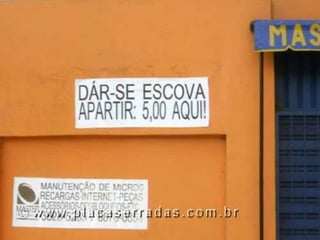 MAS
DÁR-SE ESCOVA
APARTIR: 5,00 AQUI!
MANUTENÇÃO DE MICROS
RECARGAS-INTERNET-PEÇAS
www.placaserradas.com.br